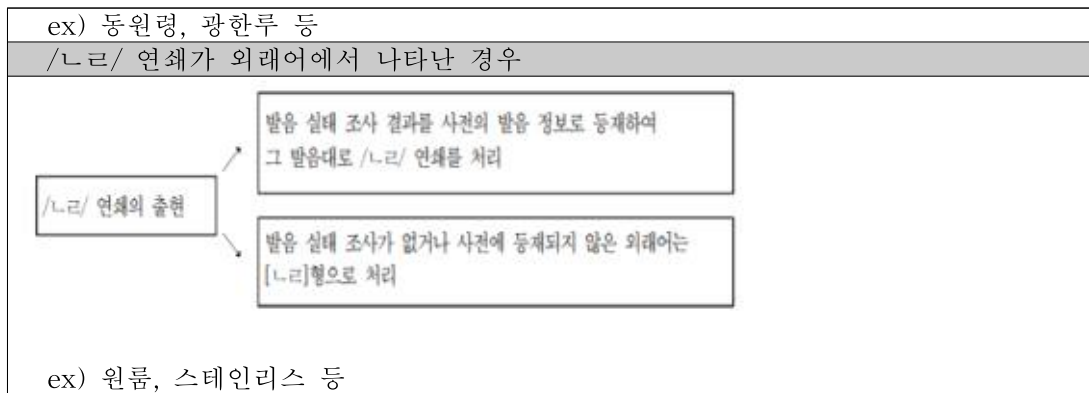 ex) 동원령, 광한루 등
/ㄴㄹ/ 연쇄가 외래어에서 나타난 경우
발음 실태 조사 결과를 사전의 발음 정보로 등재하여
그 발음대로 /ㄴㄹ/ 연쇄를 처리
/ㄴㄹ/ 연쇄의 출현
발음 실태 조사가 없거나 사전에 등재되지 않은 외래어는
[ㄴㄹ]형으로 처리
ex) 원룸, 스테인리스 등